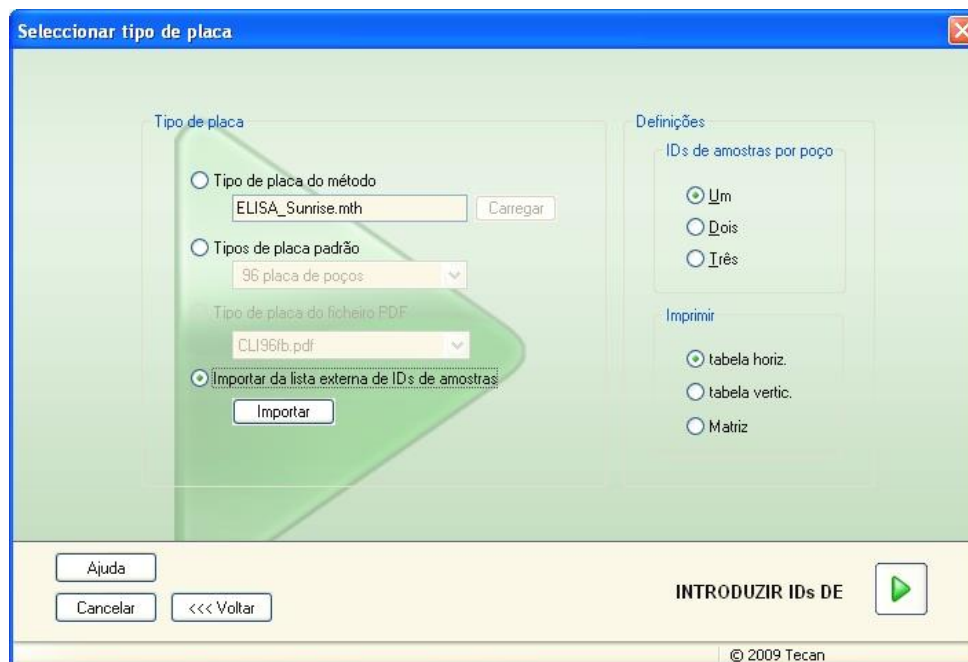 Seleccionar tipo de placa
Tipo de placa
Tipo de placa do método
ELISA_Sunrise.mth
Carregar
Tipos de placa padrão
96 placa de poços
Tipo de placa do ficheiro PDF
CLI96fb.pdf
Importar da lista externa de IDs de amostras
Importar
Definições
IDs de amostras por poço
Um
Dois
Três
Imprimir
tabela horiz.
tabela vertic.
Matriz
Ajuda
Cancelar
<<< Voltar
INTRODUZIR IDs DE
© 2009 Tecan